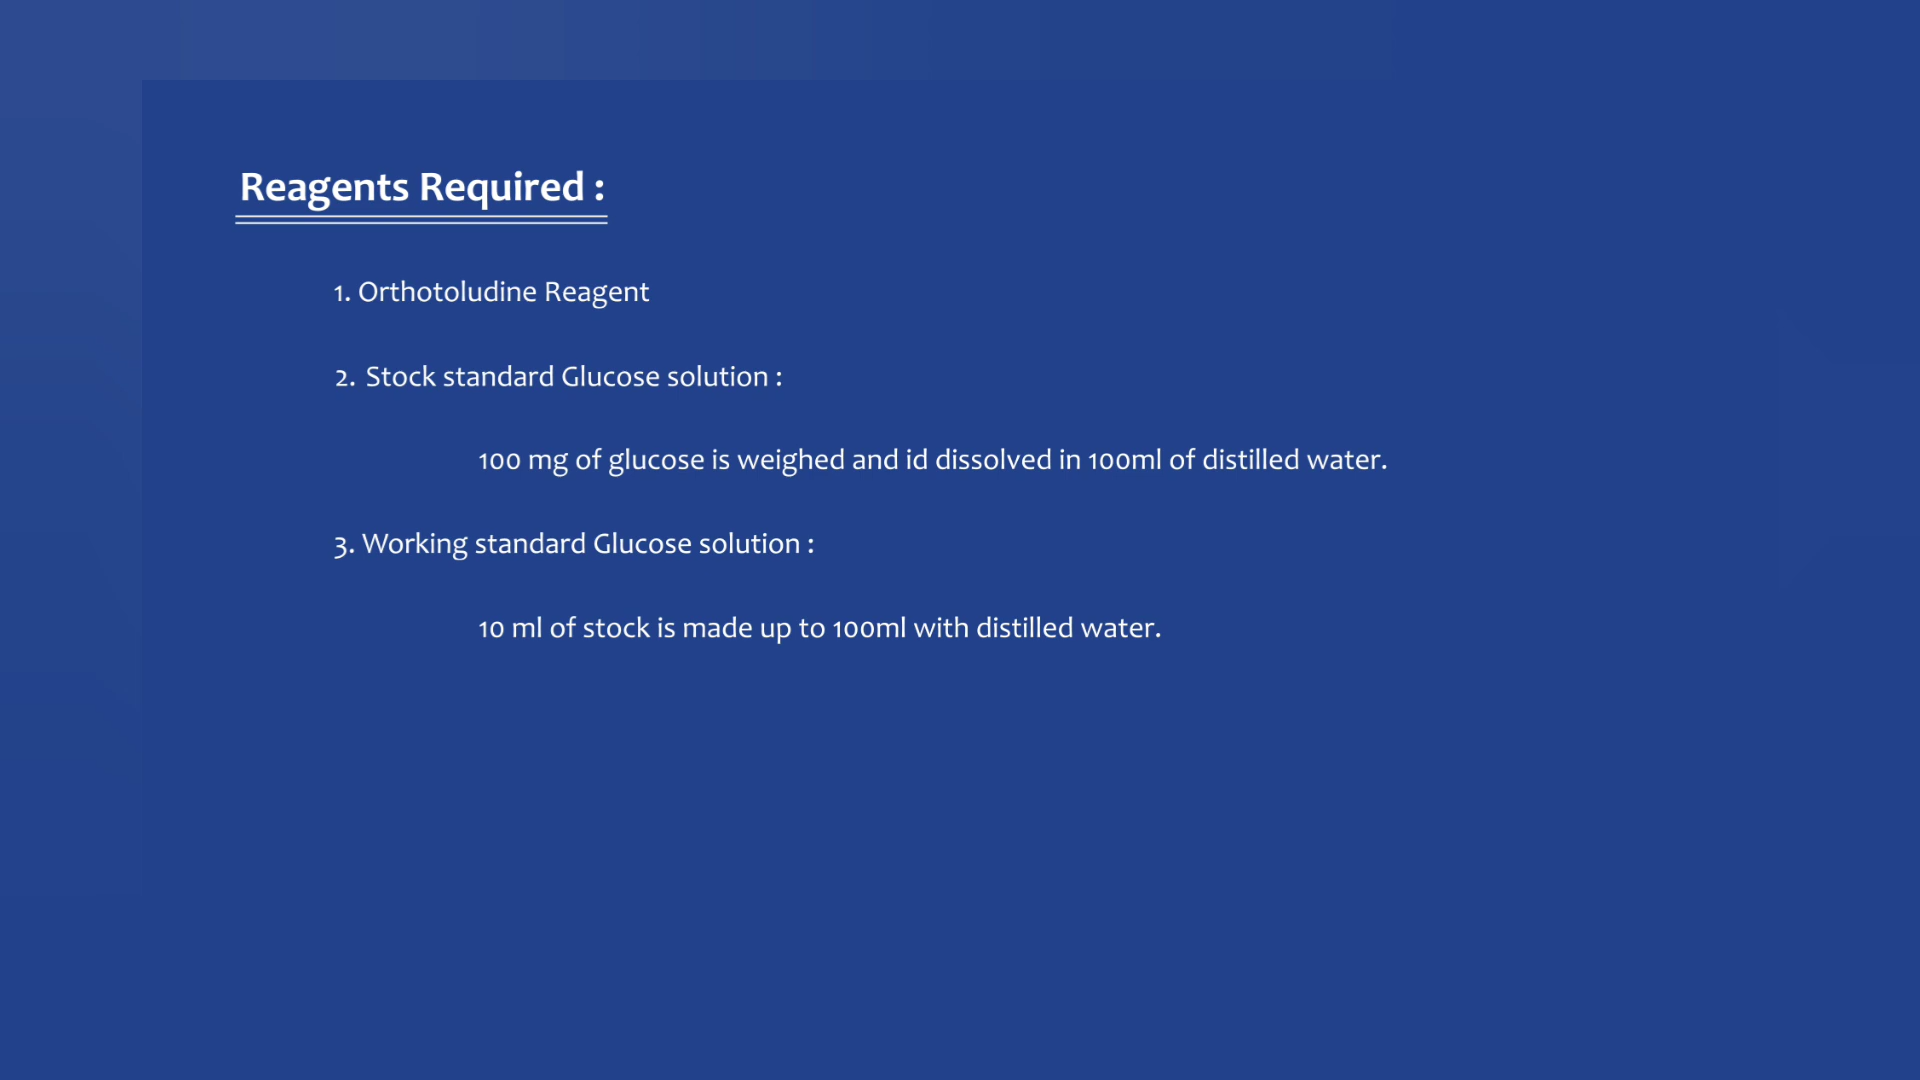 Reagents Required :
1. Orthotoludine Reagent
2. Stock standard Glucose solution :
100 mg of glucose is weighed and id dissolved in 100ml of distilled water.
3. Working standard Glucose solution :
10 ml of stock is made up to 100ml with distilled water.